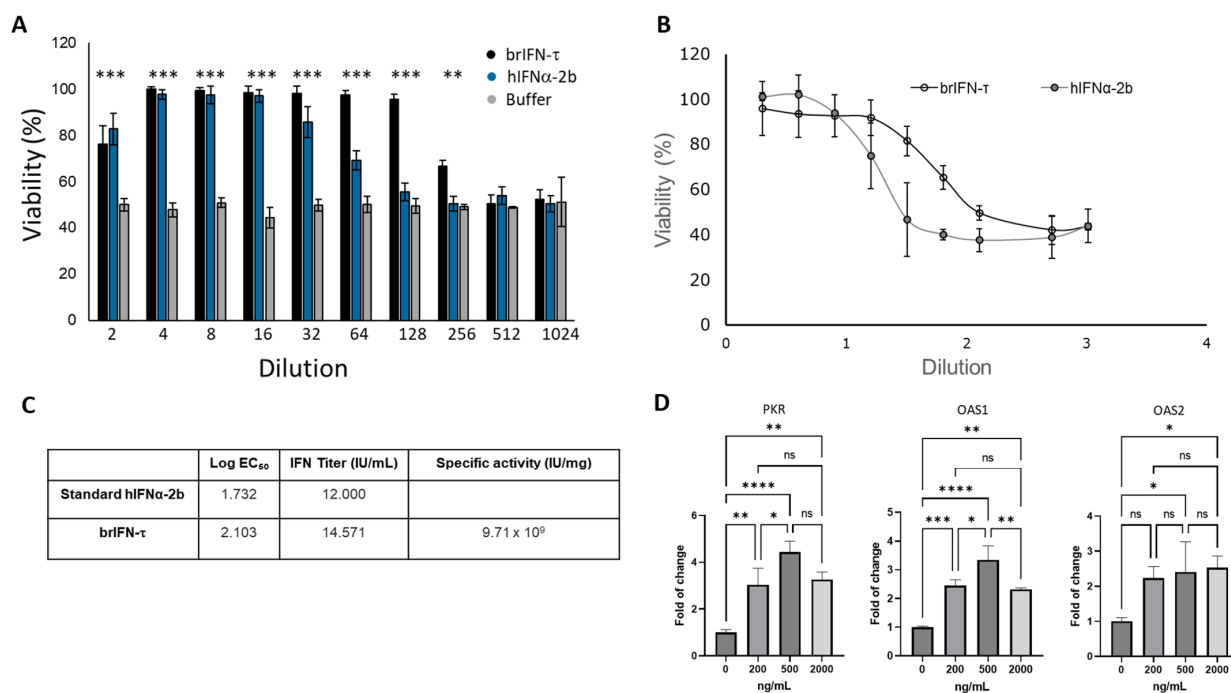 A
120
100
80
60
40
20
0
Viability (%)
*** *** *** *** *** *** *** **
brIFN-τ
hIFNα-2b
Buffer
2 4 8 16 32 64 128 256 512 1024
Dilution
B
120
100
80
60
40
20
0
Viability (%)
brIFN-τ hIFNα-2b
0 1 2 3 4
Dilution
C
Log EC50 IFN Titer (IU/mL) Specific activity (IU/mg)
Standard hIFNα-2b 1.732 12.000
brIFN-τ 2.103 14.571 9.71 x 10⁹
D
PKR
**
ns
****
** * ns
6
4
2
0
Fold of change
0 200 500 2000
ng/mL
OAS1
**
ns
****
*** * **
5
4
3
2
1
0
Fold of change
0 200 500 2000
ng/mL
OAS2
*
ns
*
ns ns ns
4
3
2
1
0
Fold of change
0 200 500 2000
ng/mL